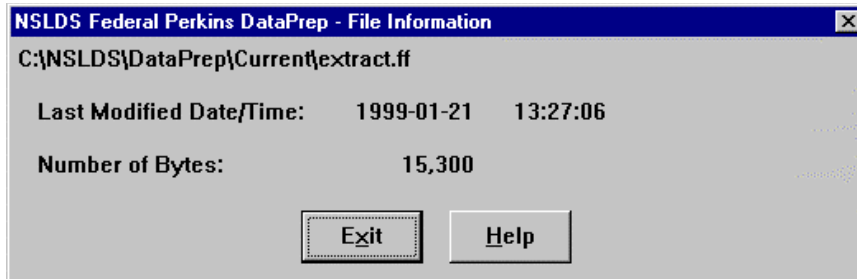 NSLDS Federal Perkins DataPrep - File Information
C:\NSLDS\DataPrep\Current\extract.ff
Last Modified Date/Time: 1999-01-21 13:27:06
Number of Bytes: 15,300
Exit Help